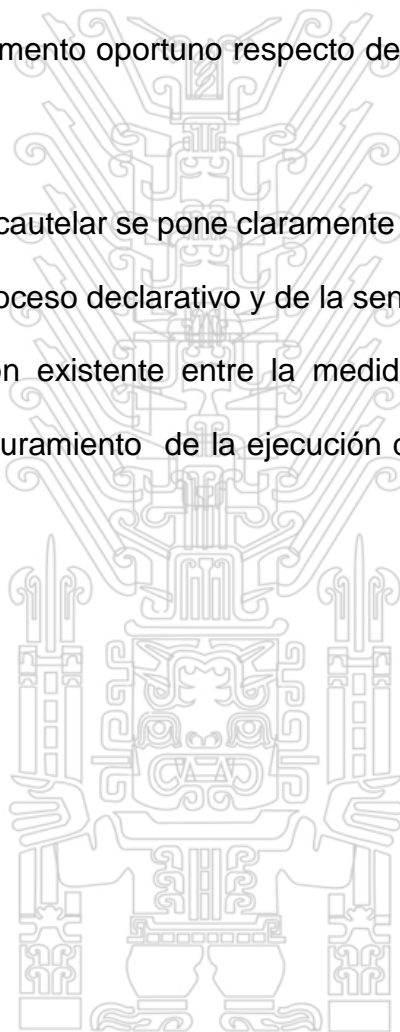 mento oportuno respecto de
cautelar se pone claramente
oceso declarativo y de la sen
n existente entre la medid
uramiento de la ejecución